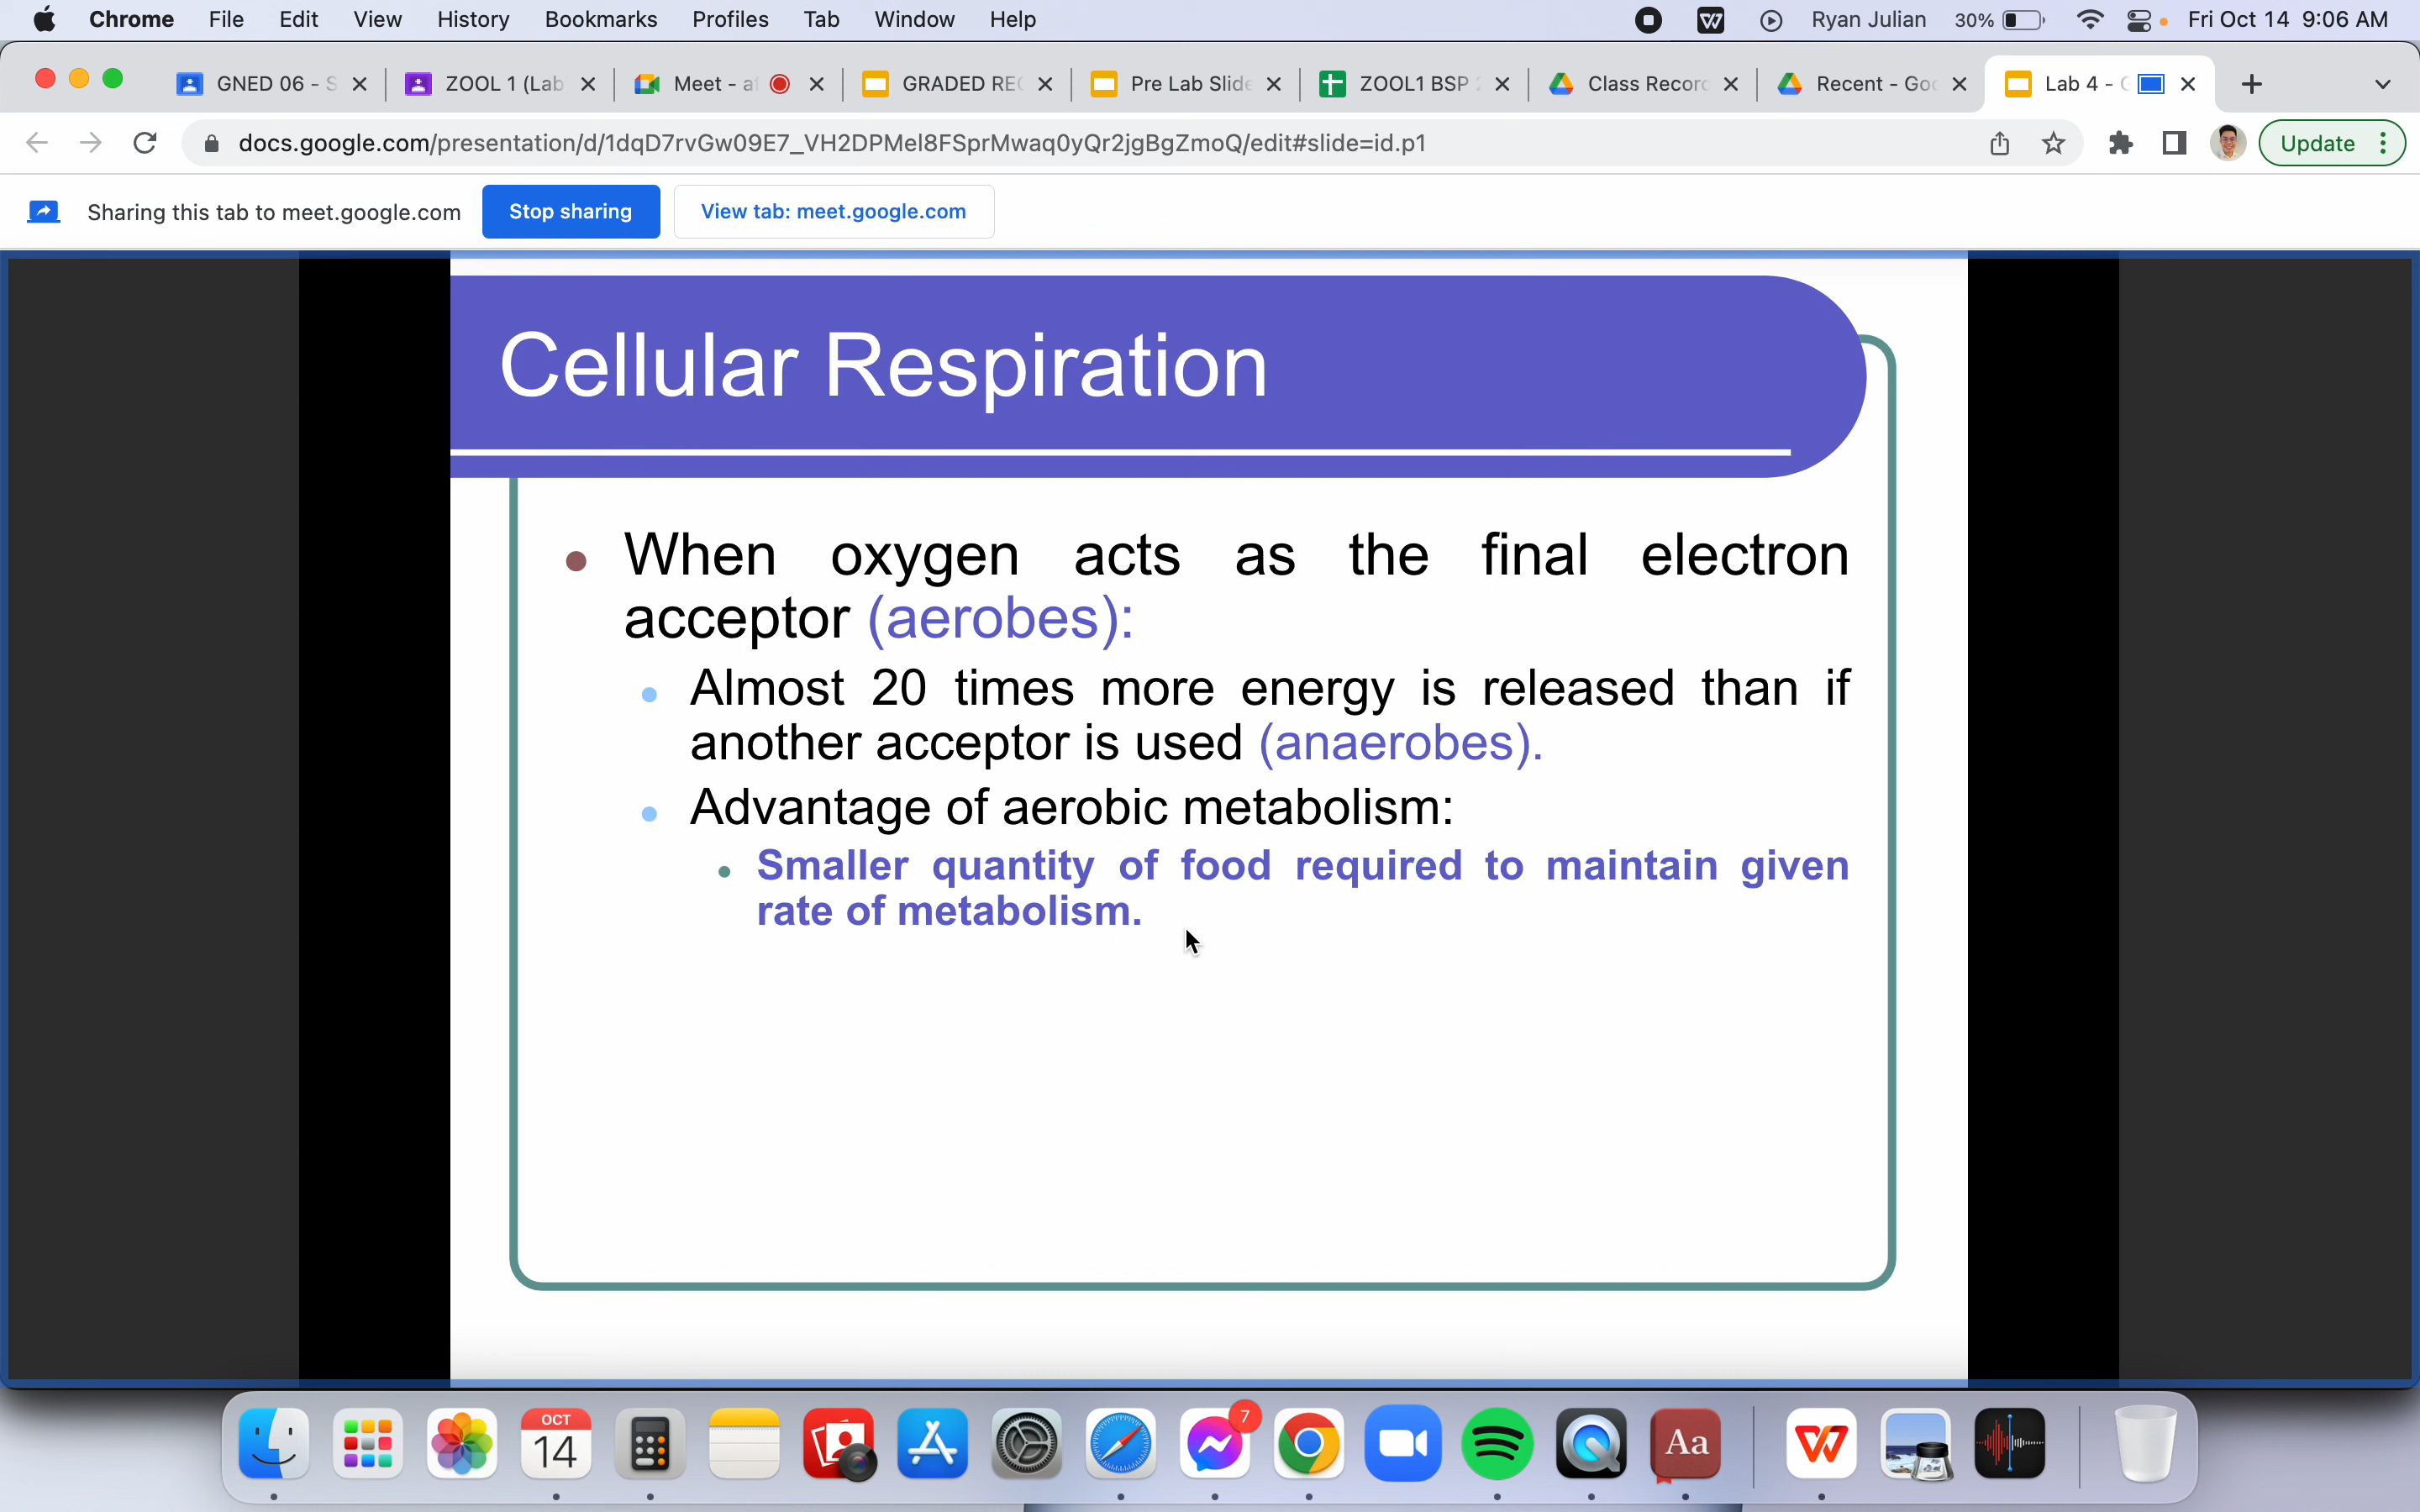 Chrome File Edit View History Bookmarks Profiles Tab Window Help Ryan Julian 30% Fri Oct 14 9:06 AM
GNED 06 - ZOOL 1 (Lab Meet - GRADED Pre Lab ZOOL1 BSP Class Recent - Lab 4 -
docs.google.com/presentation/d/1dqD7rvGw09E7_VH2DPMel8FSprMwaq0yQr2jgBgZmoQ/edit#slide=id.p1 Update
Sharing this tab to meet.google.com Stop sharing View tab: meet.google.com
Cellular Respiration
When oxygen acts as the final electron
acceptor (aerobes):
Almost 20 times more energy is released than if
another acceptor is used (anaerobes).
Advantage of aerobic metabolism:
Smaller quantity of food required to maintain given
rate of metabolism.
OCT
14
7
Aa